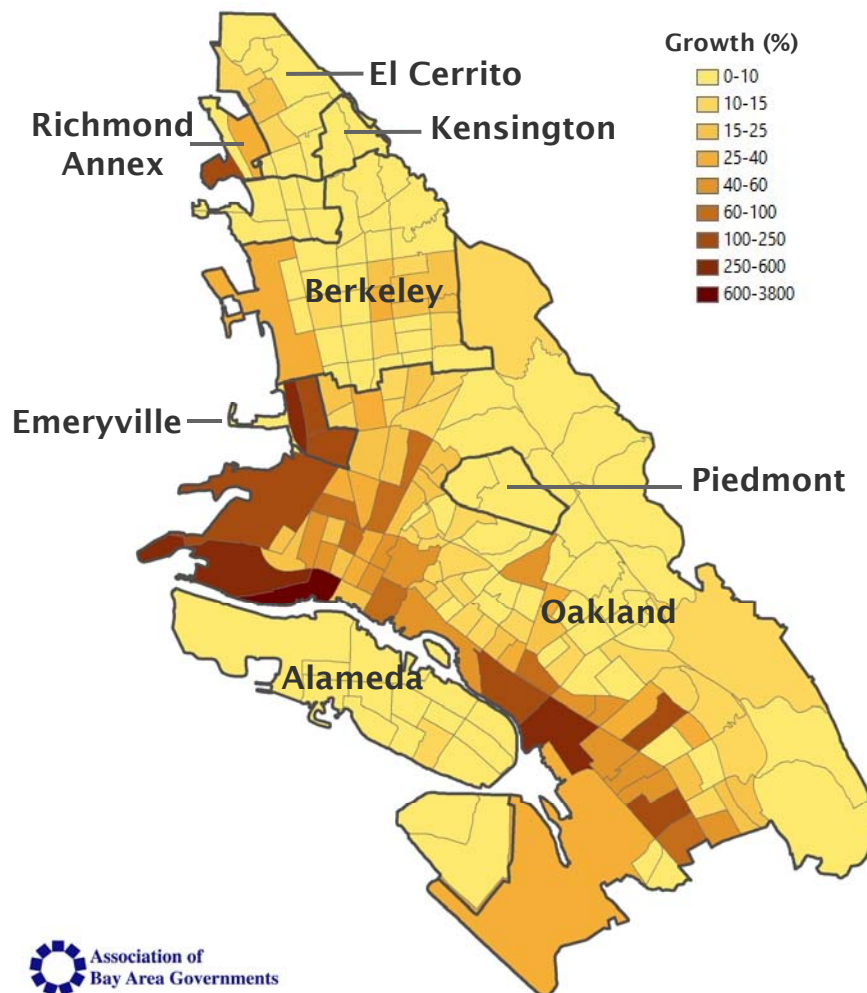 Growth (%)
0-10
10-15
15-25
25-40
40-60
60-100
100-250
250-600
600-3800
El Cerrito
Richmond
Annex
Kensington
Berkeley
Emeryville
Piedmont
Oakland
Alameda
Association of
Bay Area Governments